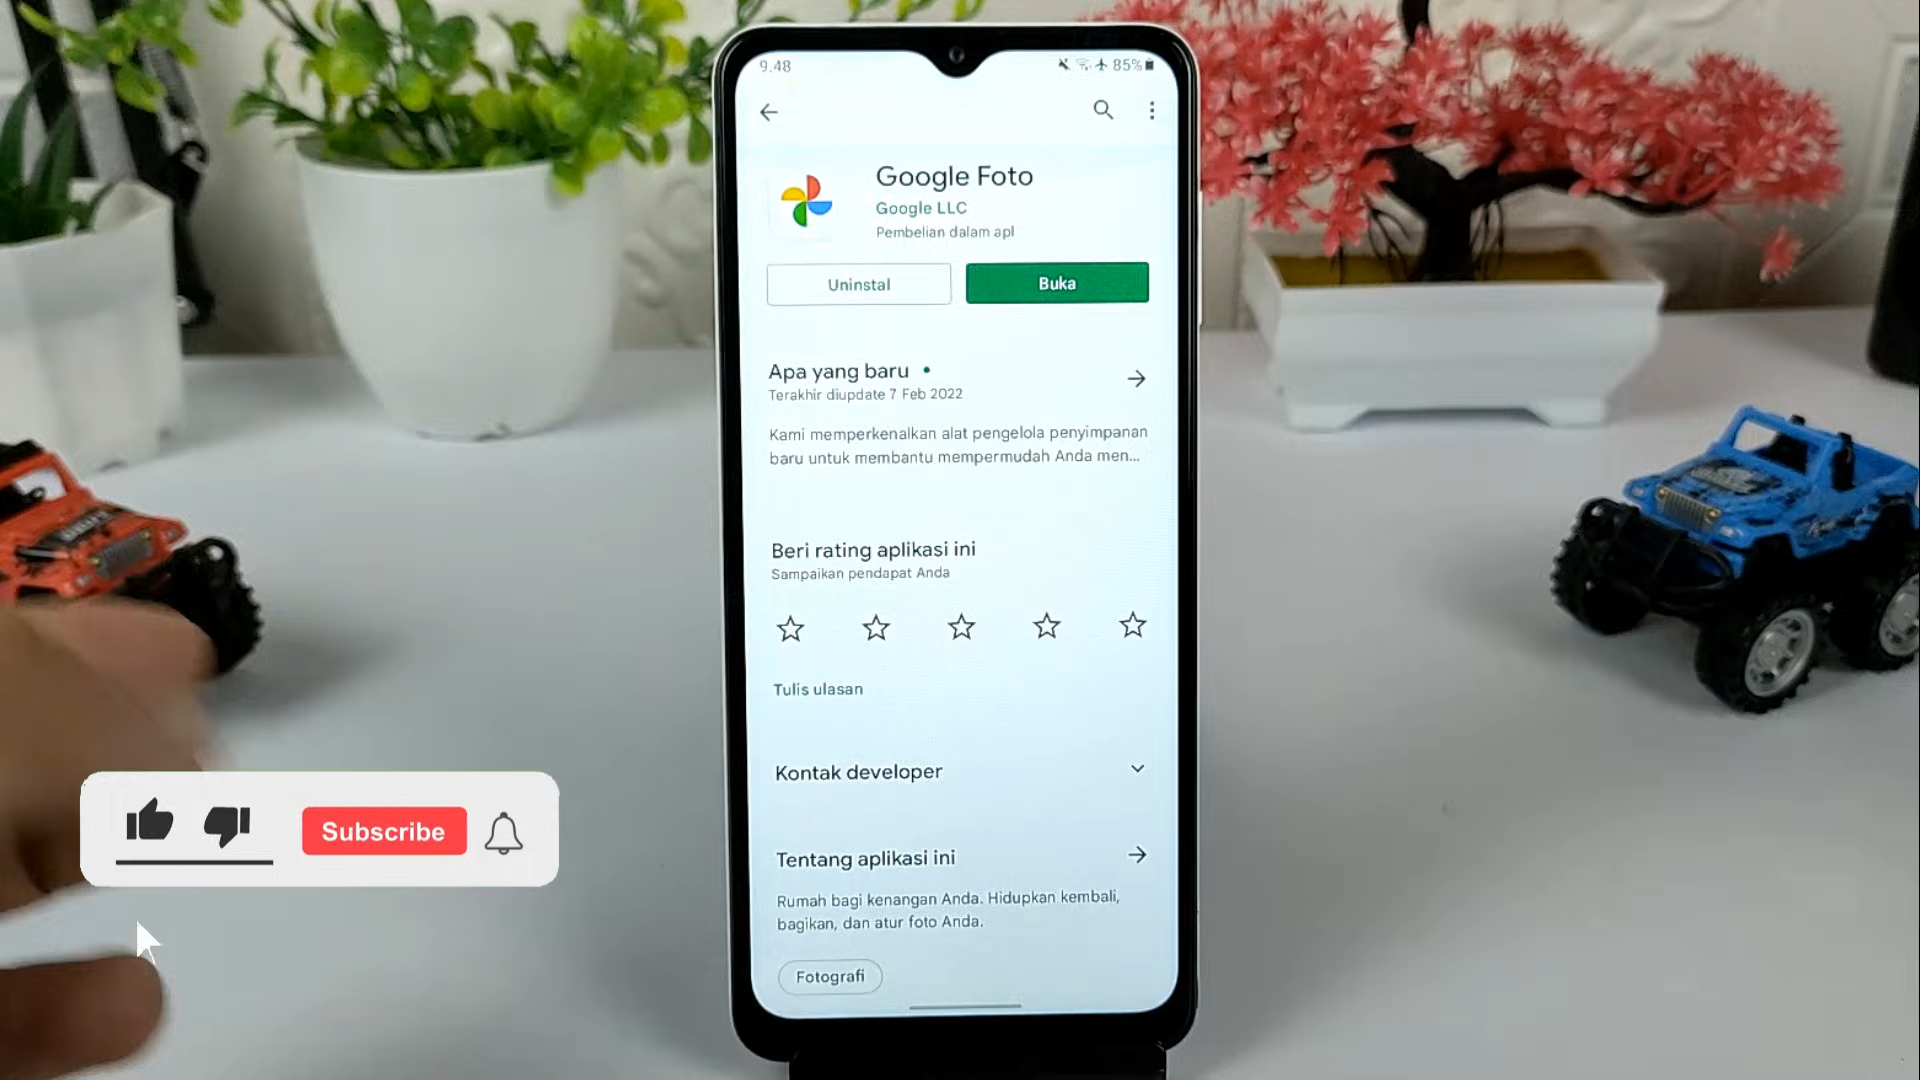 9.48
85%
Google Foto
Google LLC
Pembelian dalam apl
Uninstal
Buka
Apa yang baru •
Terakhir diupdate 7 Feb 2022
Kami memperkenalkan alat pengelola penyimpanan
baru untuk membantu mempermudah Anda men...
Beri rating aplikasi ini
Sampaikan pendapat Anda
Tulis ulasan
Kontak developer
Tentang aplikasi ini
Rumah bagi kenangan Anda. Hidupkan kembali,
bagikan, dan atur foto Anda.
Fotografi
Subscribe